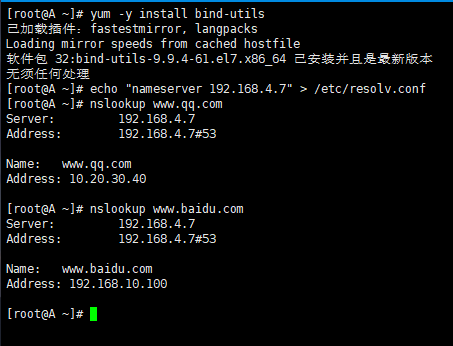 [root@A ~]# yum -y install bind-utils
已加载插件：fastestmirror, langpacks
Loading mirror speeds from cached hostfile
软件包 32:bind-utils-9.9.4-61.el7.x86_64 已安装并且是最新版本
无须任何处理
[root@A ~]# echo "nameserver 192.168.4.7" > /etc/resolv.conf
[root@A ~]# nslookup www.qq.com
Server:         192.168.4.7
Address:        192.168.4.7#53
Name:   www.qq.com
Address: 10.20.30.40
[root@A ~]# nslookup www.baidu.com
Server:         192.168.4.7
Address:        192.168.4.7#53
Name:   www.baidu.com
Address: 192.168.10.100
[root@A ~]#